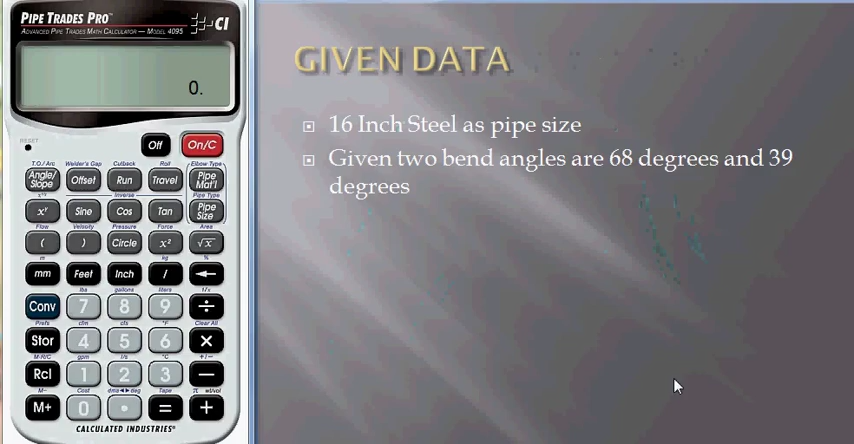 PIPE TRADES PRO™
ADVANCED PIPE TRADES MATH CALCULATOR — MODEL 4095
CI
0.
RESET
Off On/C
T.O./Arc Welder's Gap Cutback Roll Elbow Type
Angle/Slope Offset Run Travel Pipe Mat'l
Inverse Pipe Type
xʸ Sine Cos Tan Pipe Size
Flow Velocity Pressure Force Area
( ) Circle x² √x
m kg %
mm Feet Inch / ←
lbs gallons liters 1/x
Conv 7 8 9 ÷
Prefs cfm cfs °F Clear All
Stor 4 5 6 ×
M-R/C gpm l/s °C +/−
Rcl 1 2 3 −
M− Cost dms◄►deg Tape π wt/vol
M+ 0 • = +
CALCULATED INDUSTRIES®
GIVEN DATA
16 Inch Steel as pipe size
Given two bend angles are 68 degrees and 39
degrees